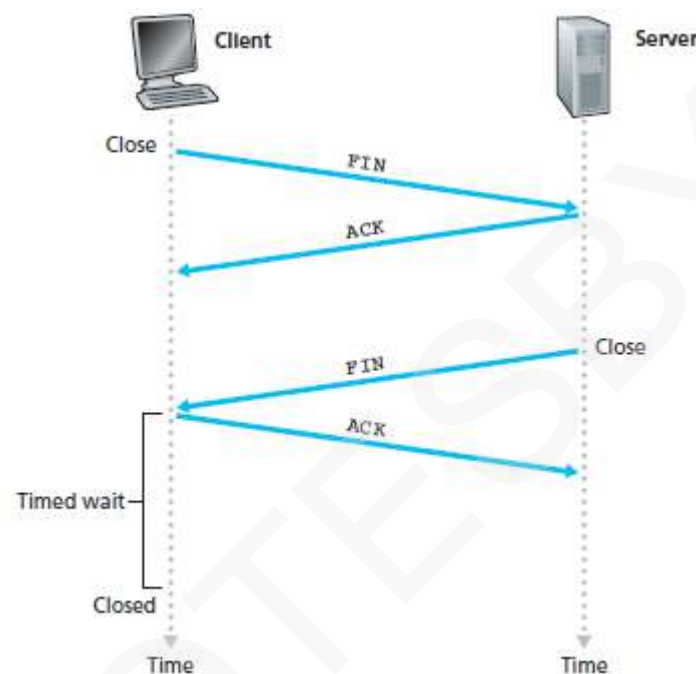 Client
Server
Close
FIN
ACK
Close
FIN
ACK
Timed wait
Closed
Time
Time